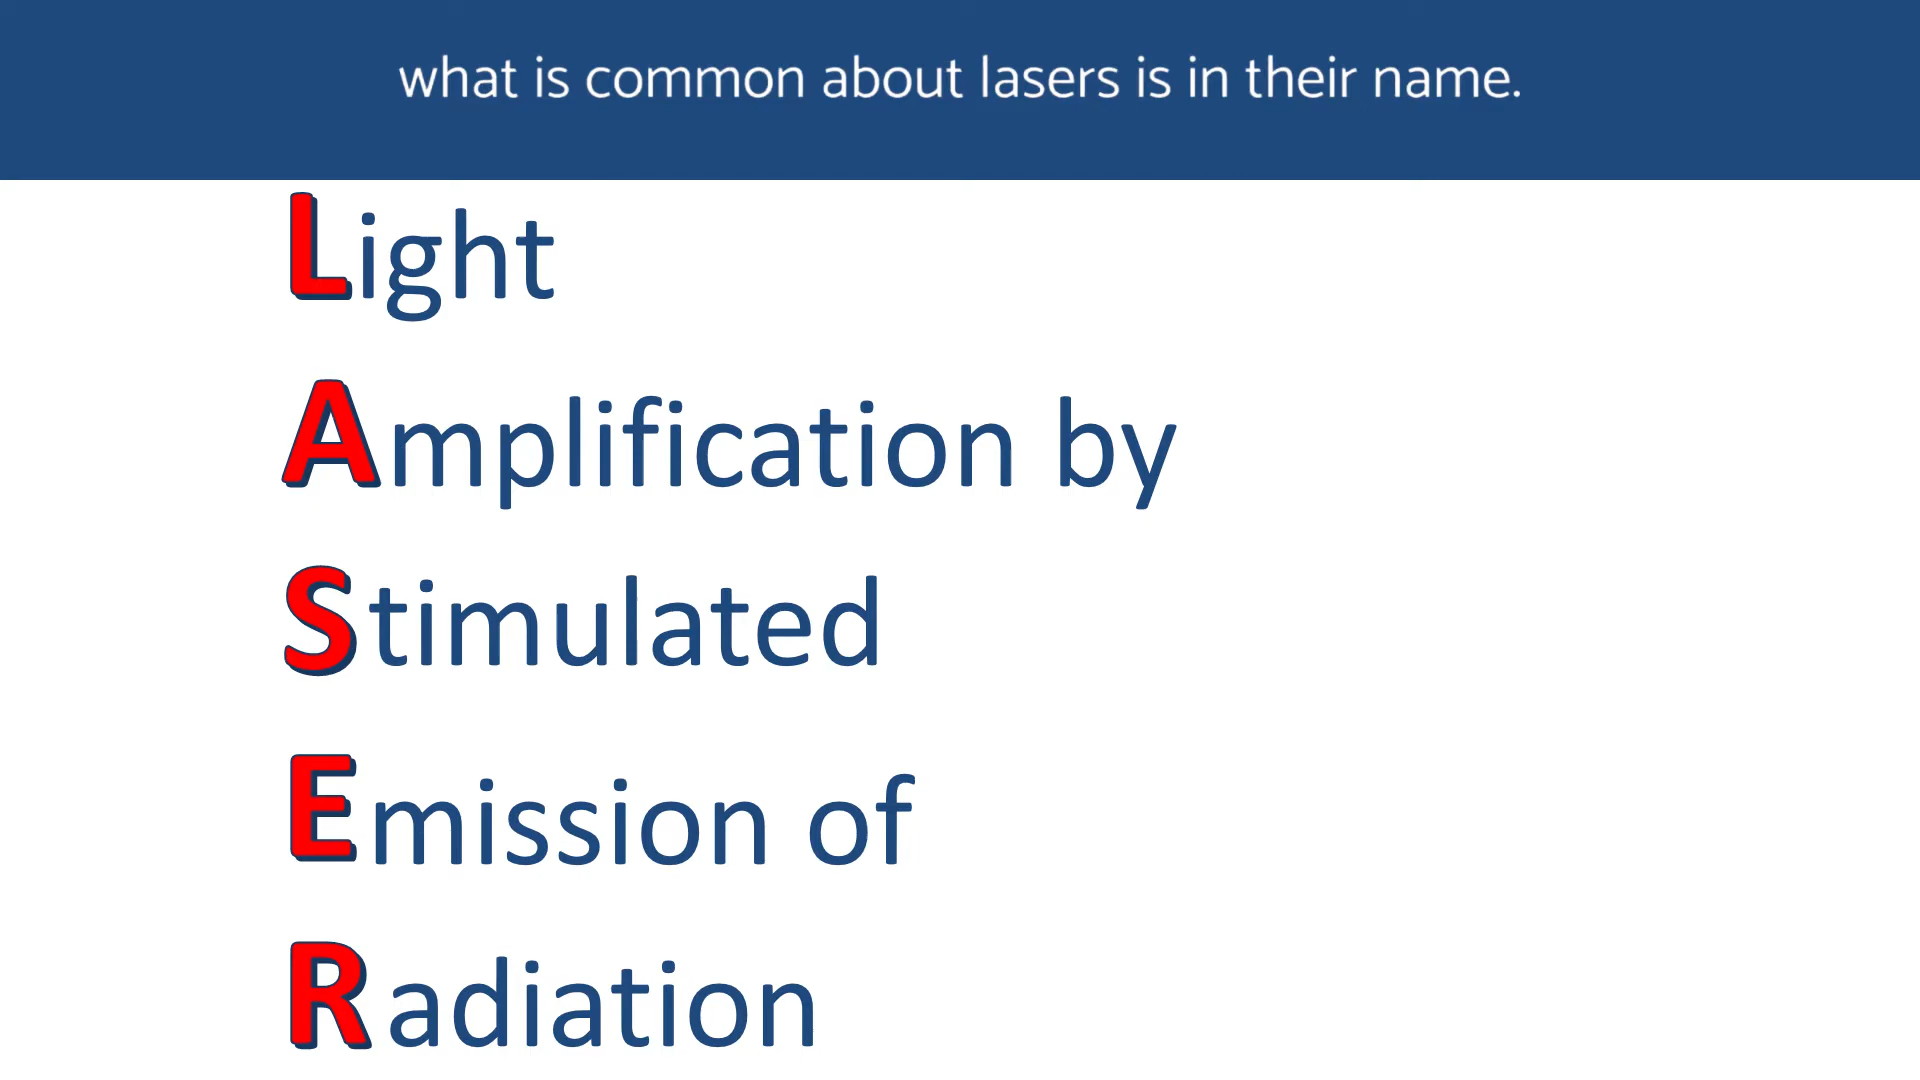 what is common about lasers is in their name.
Light
Amplification by
Stimulated
Emission of
Radiation